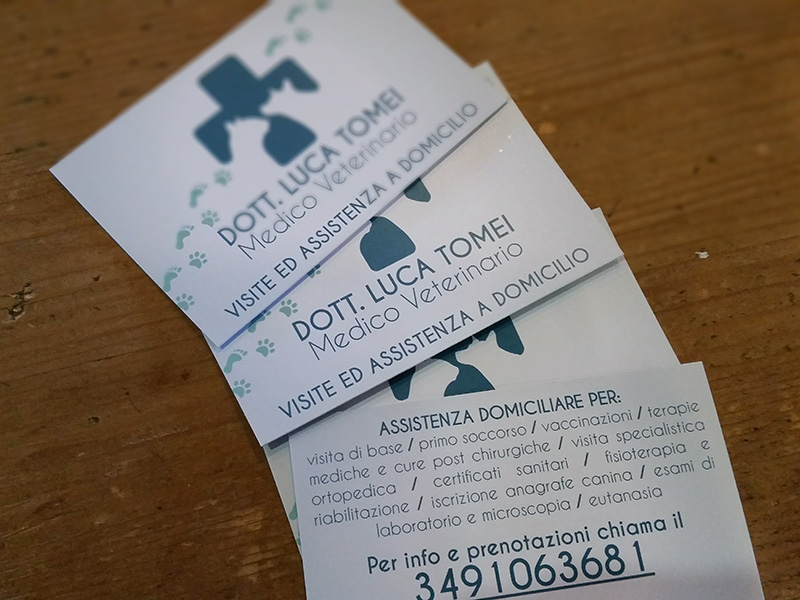 DOTT. LUCA TOMEI
Medico Veterinario
VISITE ED ASSISTENZA A DOMICILIO
DOTT. LUCA TOMEI
Medico Veterinario
VISITE ED ASSISTENZA A DOMICILIO
ASSISTENZA DOMICILIARE PER:
visita di base / primo soccorso / vaccinazioni / terapie
mediche e cure post chirurgiche / visita specialistica
ortopedica / certificati sanitari / fisioterapia e
riabilitazione / iscrizione anagrafe canina / esami di
laboratorio e microscopia / eutanasia
Per info e prenotazioni chiama il
3491063681